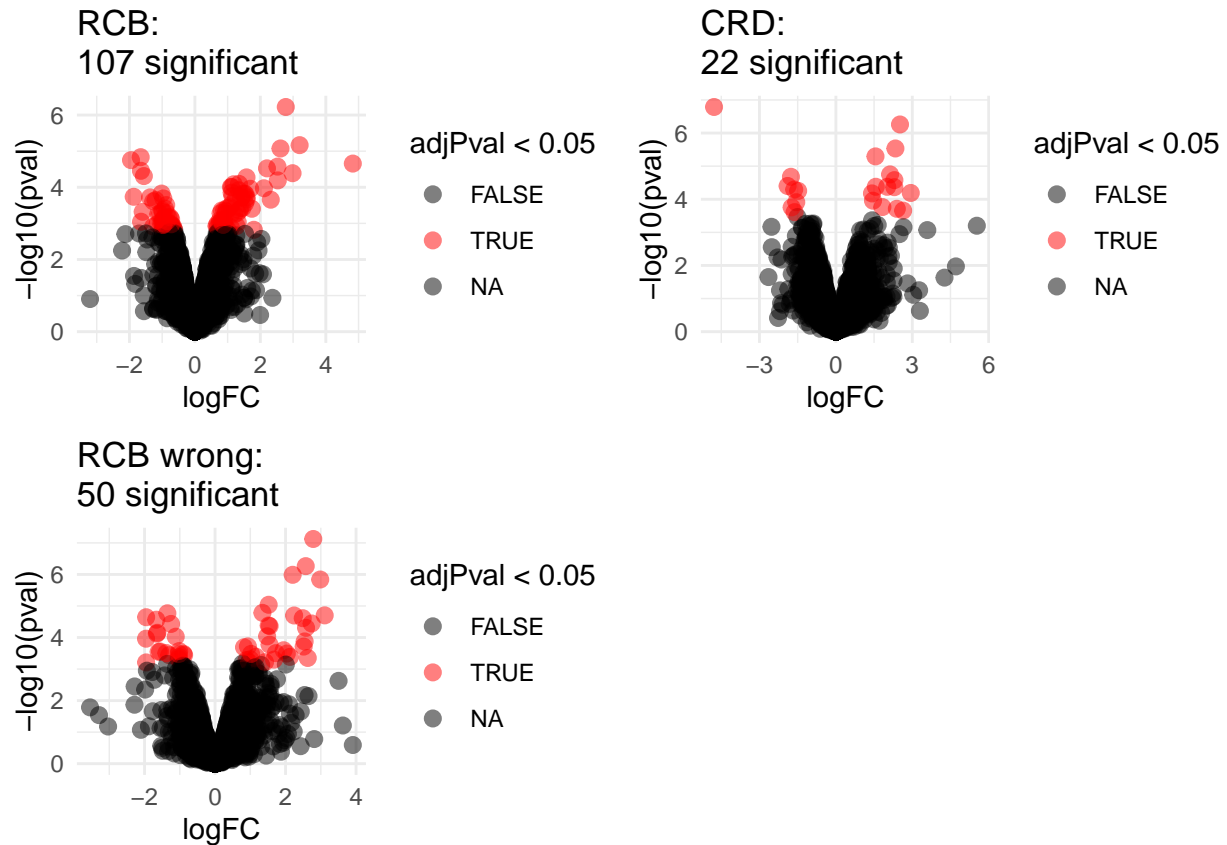 RCB:
107 significant
6
4
2
0
−log10(pval)
−2
0
2
4
logFC
adjPval < 0.05
FALSE
TRUE
NA
CRD:
22 significant
6
4
2
0
−log10(pval)
−3
0
3
6
logFC
adjPval < 0.05
FALSE
TRUE
NA
RCB wrong:
50 significant
6
4
2
0
−log10(pval)
−2
0
2
4
logFC
adjPval < 0.05
FALSE
TRUE
NA